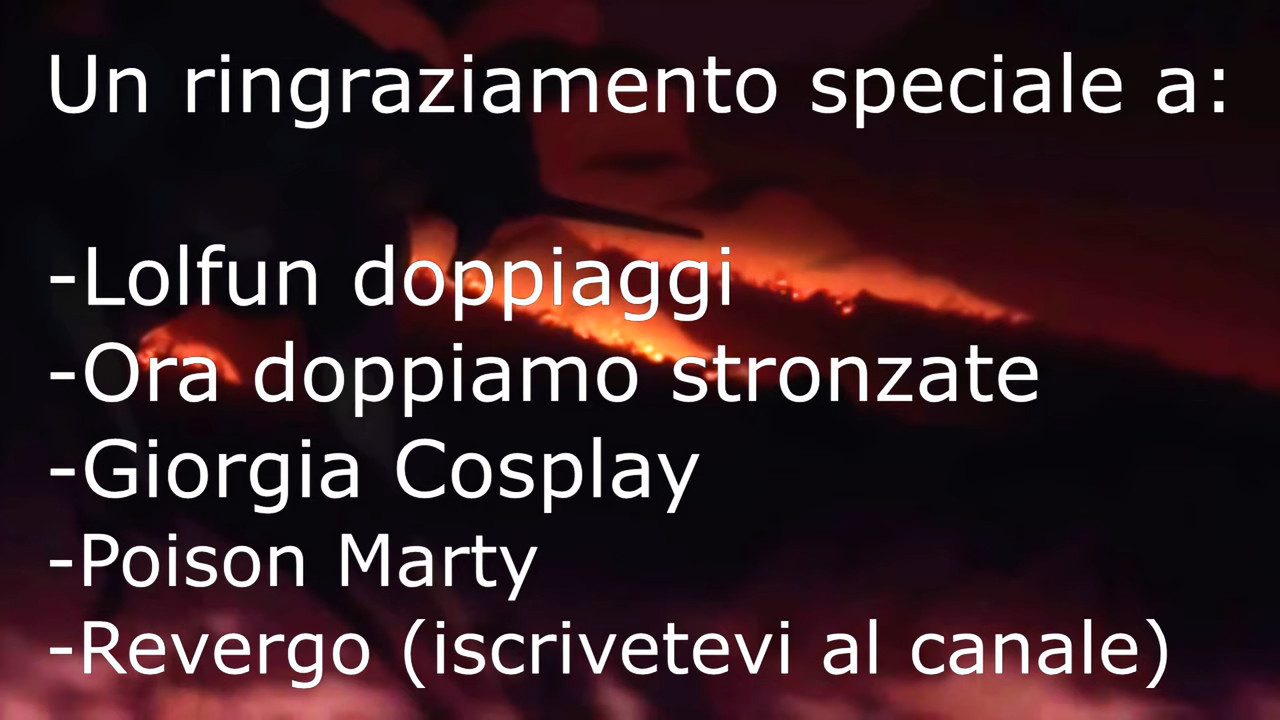 Un ringraziamento speciale a:
-Lolfun doppiaggi
-Ora doppiamo stronzate
-Giorgia Cosplay
-Poison Marty
-Revergo (iscrivetevi al canale)